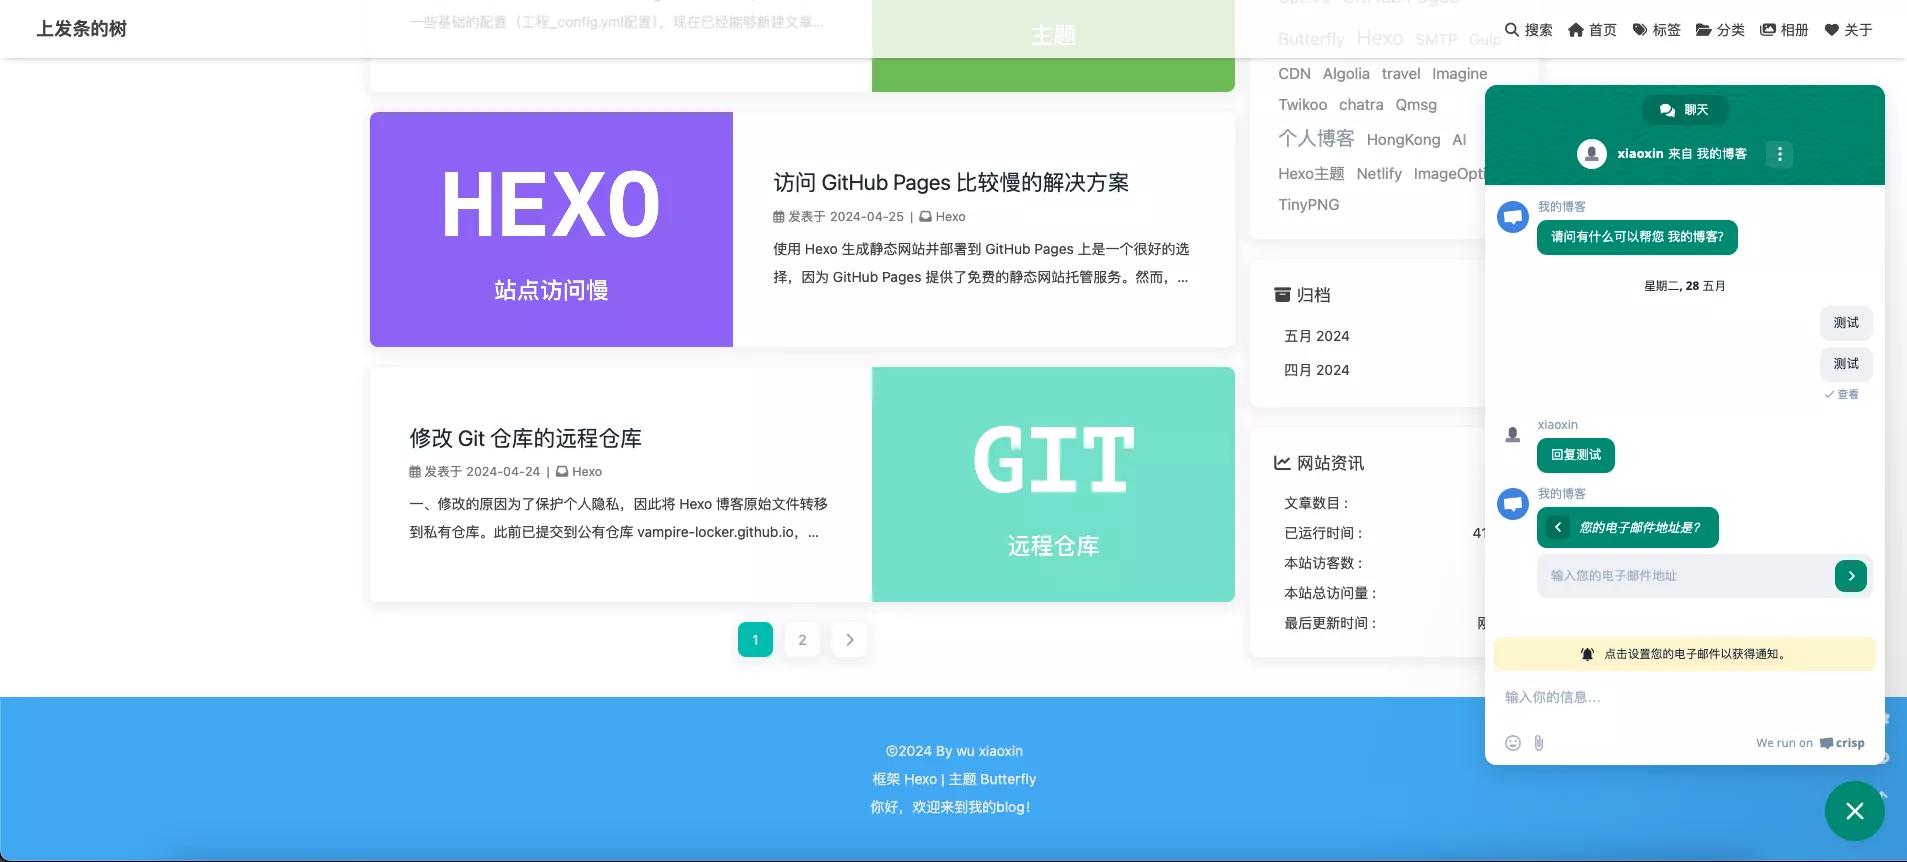 上发条的树
搜索 首页 标签 分类 相册 关于
一些基础的配置（工程_config.yml配置），现在已经能够新建文章...
主题
HEXO
站点访问慢
访问 GitHub Pages 比较慢的解决方案
发表于 2024-04-25 | Hexo
使用 Hexo 生成静态网站并部署到 GitHub Pages 上是一个很好的选
择，因为 GitHub Pages 提供了免费的静态网站托管服务。然而，...
修改 Git 仓库的远程仓库
发表于 2024-04-24 | Hexo
一、修改的原因为了保护个人隐私，因此将 Hexo 博客原始文件转移
到私有仓库。此前已提交到公有仓库 vampire-locker.github.io，...
GIT
远程仓库
1 2
Butterfly Hexo SMTP Gulp
CDN Algolia travel Imagine
Twikoo chatra Qmsg
个人博客 HongKong AI
Hexo主题 Netlify ImageOpti
TinyPNG
归档
五月 2024
四月 2024
网站资讯
文章数目 :
已运行时间 : 41
本站访客数 :
本站总访问量 :
最后更新时间 :
聊天
xiaoxin 来自 我的博客
我的博客
请问有什么可以帮您 我的博客?
星期二, 28 五月
测试
测试
查看
xiaoxin
回复测试
我的博客
您的电子邮件地址是?
输入您的电子邮件地址
点击设置您的电子邮件以获得通知。
输入你的信息...
We run on crisp
©2024 By wu xiaoxin
框架 Hexo | 主题 Butterfly
你好，欢迎来到我的blog！